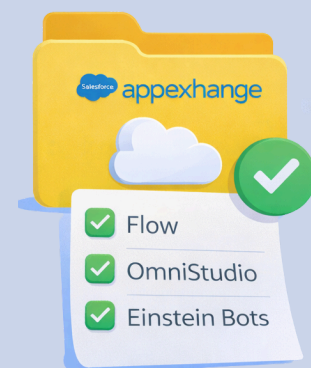 Salesforce
appexhange
Flow
OmniStudio
Einstein Bots